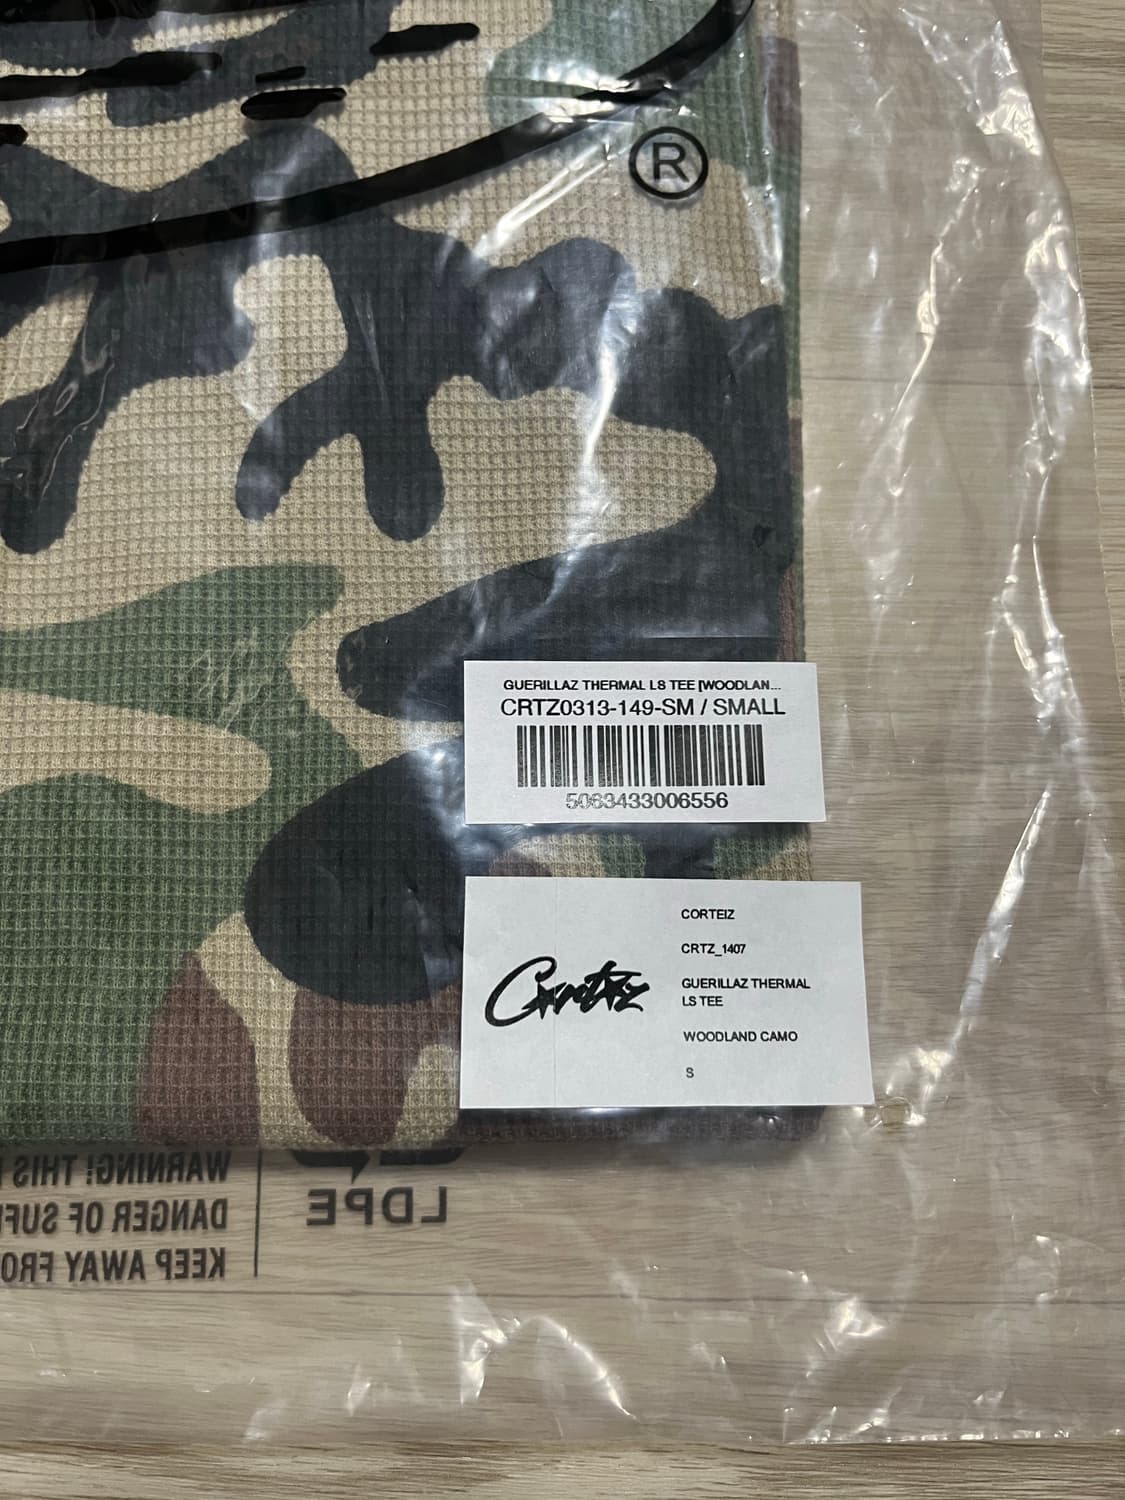 ®
GUERILLAZ THERMAL LS TEE [WOODLAN...
CRTZ0313-149-SM / SMALL
5063433006556
CORTEIZ
CRTZ_1407
GUERILLAZ THERMAL
LS TEE
WOODLAND CAMO
S
Crtz
WARNING! THIS
DANGER OF SUF
KEEP AWAY FRO
LDPE